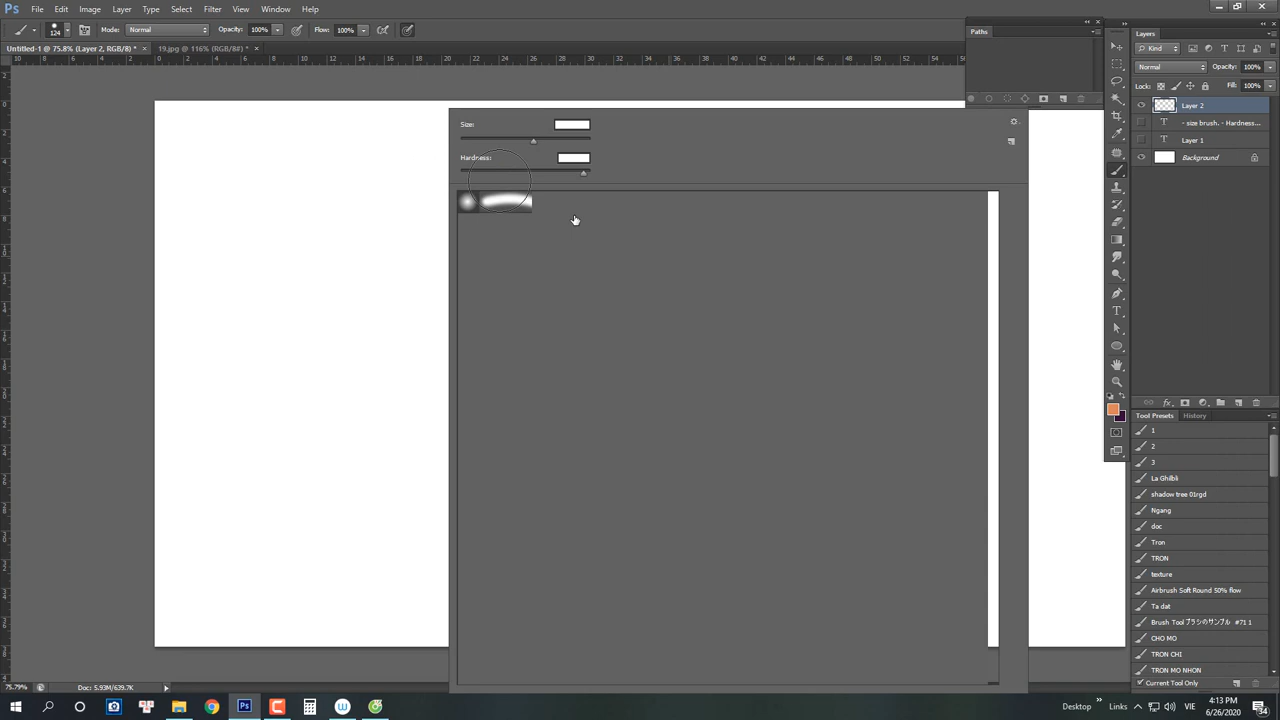 Ps File Edit Image Layer Type Select Filter 3D View Window Help
124 Mode: Normal Opacity: 100% Flow: 100%
Untitled-1 @ 75.8% (Layer 2, RGB/8) * × 19.jpg @ 116% (RGB/8#) * ×
Paths
Layers
Kind
Normal Opacity: 100%
Lock: Fill: 100%
Layer 2
T - size brush. - Hardness...
T Layer 1
Background
Size:
Hardness:
Tool Presets History
1
2
3
La Ghilbli
shadow tree 01rgd
Ngang
doc
Tron
TRON
texture
Airbrush Soft Round 50% flow
Ta dat
Brush Tool ブラシのサンプル #71 1
CHO MO
TRON CHI
TRON MO NHON
Current Tool Only
75.79% Doc: 5.93M/639.7K
Desktop Links VIE 4:13 PM
6/26/2020